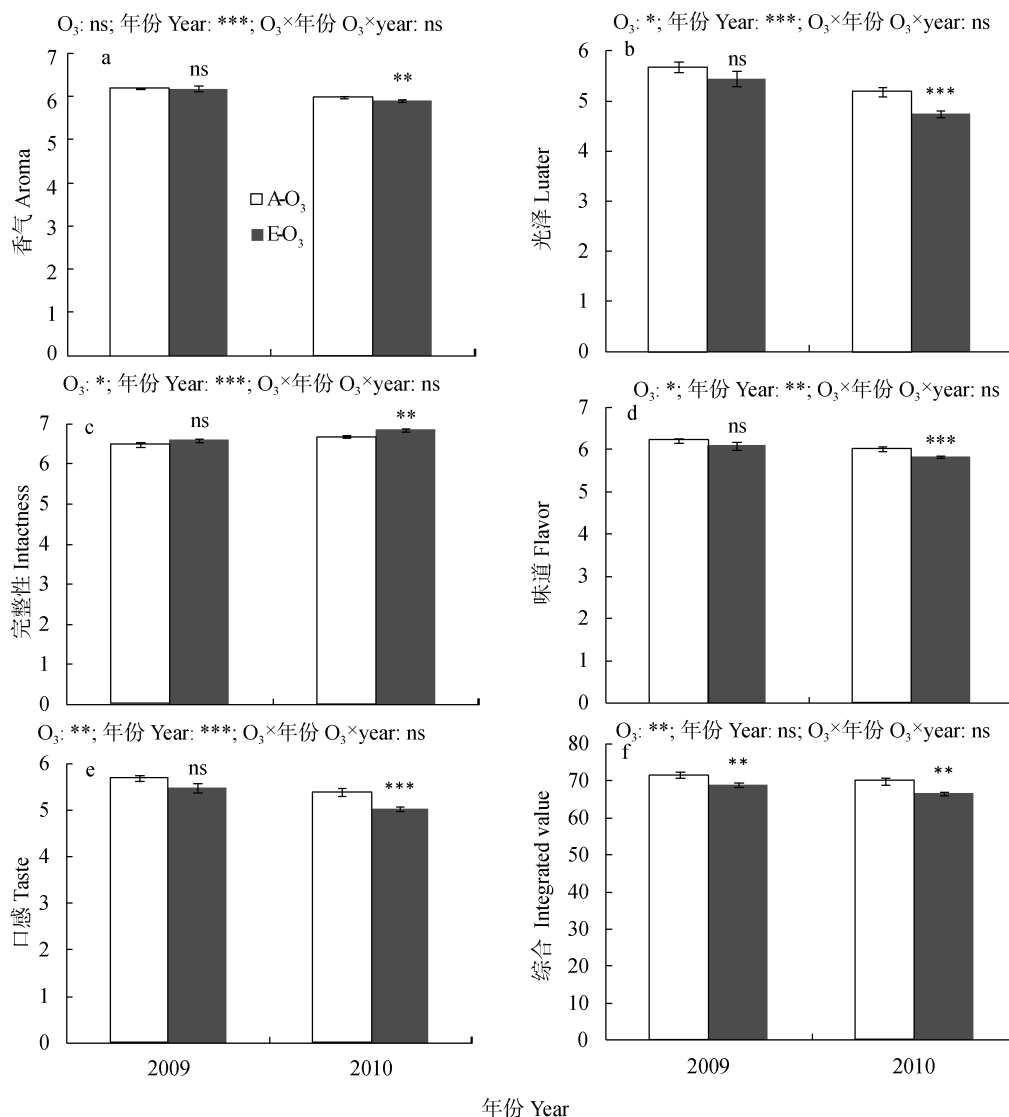 O₃: ns; 年份 Year: ***; O₃×年份 O₃×year: ns
a
7
6
5
4
3
2
1
0
香气 Aroma
ns
**
A-O₃
E-O₃
O₃: *; 年份 Year: ***; O₃×年份 O₃×year: ns
b
6
5
4
3
2
1
0
光泽 Luater
ns
***
O₃: *; 年份 Year: ***; O₃×年份 O₃×year: ns
c
7
6
5
4
3
2
1
0
完整性 Intactness
ns
**
O₃: *; 年份 Year: **; O₃×年份 O₃×year: ns
d
7
6
5
4
3
2
1
0
味道 Flavor
ns
***
O₃: **; 年份 Year: ***; O₃×年份 O₃×year: ns
e
6
5
4
3
2
1
0
口感 Taste
ns
***
2009
2010
O₃: **; 年份 Year: ns; O₃×年份 O₃×year: ns
f
80
70
60
50
40
30
20
10
0
综合 Integrated value
**
**
2009
2010
年份 Year